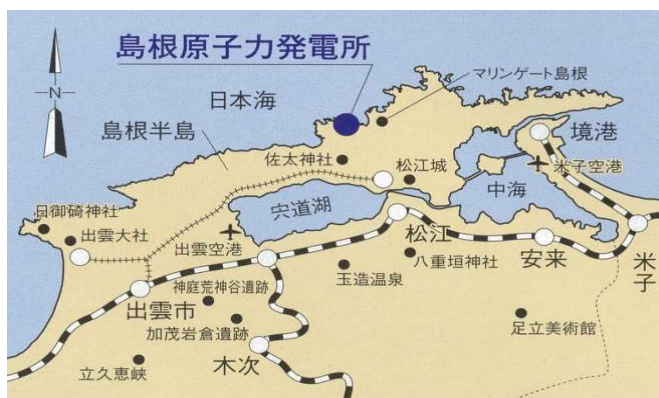 島根原子力発電所
N
日本海
マリンゲート島根
島根半島
境港
佐太神社
松江城
米子空港
中海
宍道湖
日御碕神社
出雲大社
出雲空港
松江
八重垣神社
安来
米子
玉造温泉
神庭荒神谷遺跡
出雲市
加茂岩倉遺跡
足立美術館
立久恵峡
木次